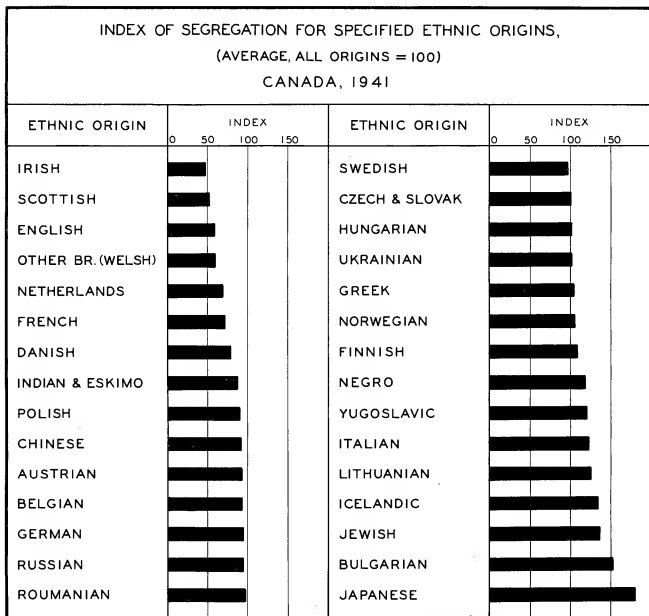 INDEX OF SEGREGATION FOR SPECIFIED ETHNIC ORIGINS,
(AVERAGE, ALL ORIGINS = 100)
CANADA, 1941
ETHNIC ORIGIN
INDEX
0 50 100 150
IRISH
SCOTTISH
ENGLISH
OTHER BR. (WELSH)
NETHERLANDS
FRENCH
DANISH
INDIAN & ESKIMO
POLISH
CHINESE
AUSTRIAN
BELGIAN
GERMAN
RUSSIAN
ROUMANIAN
ETHNIC ORIGIN
INDEX
0 50 100 150
SWEDISH
CZECH & SLOVAK
HUNGARIAN
UKRAINIAN
GREEK
NORWEGIAN
FINNISH
NEGRO
YUGOSLAVIC
ITALIAN
LITHUANIAN
ICELANDIC
JEWISH
BULGARIAN
JAPANESE